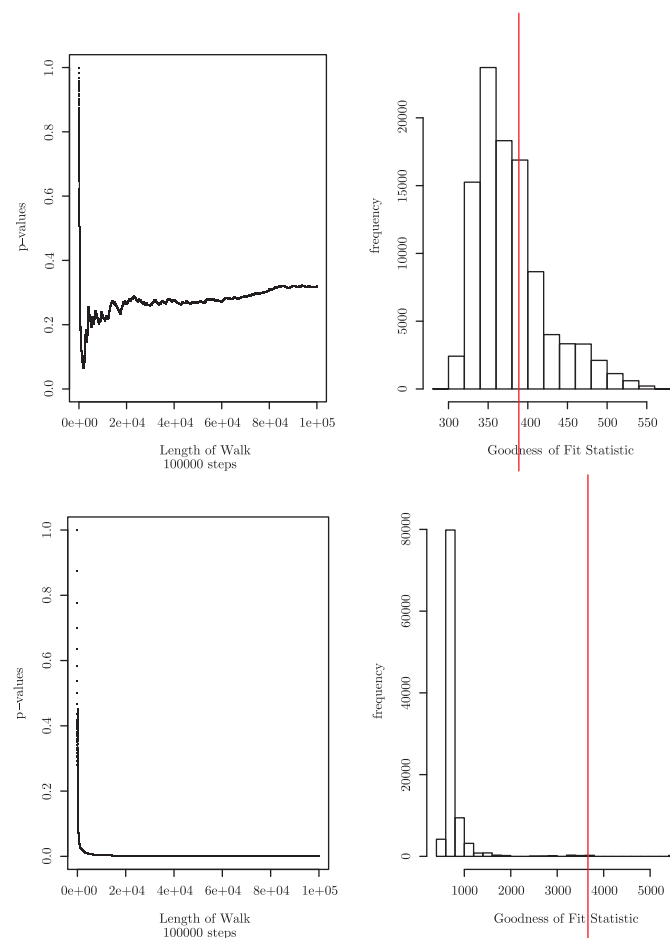 p-values
1.0
0.8
0.6
0.4
0.2
0.0
0e+00 2e+04 4e+04 6e+04 8e+04 1e+05
Length of Walk
100000 steps
frequency
20000
15000
10000
5000
0
300 350 400 450 500 550
Goodness of Fit Statistic
p-values
1.0
0.8
0.6
0.4
0.2
0.0
0e+00 2e+04 4e+04 6e+04 8e+04 1e+05
Length of Walk
100000 steps
frequency
80000
60000
40000
20000
0
1000 2000 3000 4000 5000
Goodness of Fit Statistic